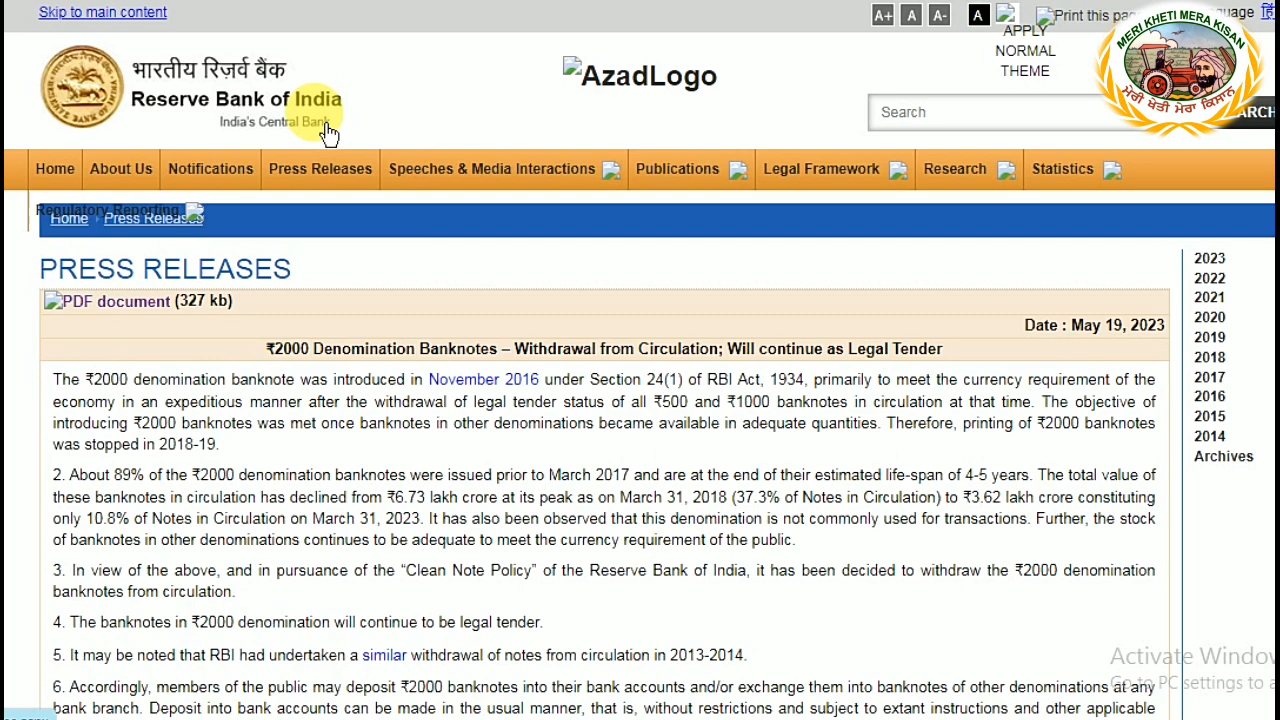 Skip to main content
A+ A A- A Print this pa
APPLY
NORMAL
THEME
MERI KHETI MERA KISAN
ਮੇਰੀ ਖੇਤੀ ਮੇਰਾ ਕਿਸਾਨ
भारतीय रिज़र्व बैंक
Reserve Bank of India
India's Central Bank
AzadLogo
Search
Home About Us Notifications Press Releases Speeches & Media Interactions Publications Legal Framework Research Statistics
Regulatory Reporting
Home › Press Releases
PRESS RELEASES
PDF document (327 kb)
Date : May 19, 2023
₹2000 Denomination Banknotes – Withdrawal from Circulation; Will continue as Legal Tender
The ₹2000 denomination banknote was introduced in November 2016 under Section 24(1) of RBI Act, 1934, primarily to meet the currency requirement of the
economy in an expeditious manner after the withdrawal of legal tender status of all ₹500 and ₹1000 banknotes in circulation at that time. The objective of
introducing ₹2000 banknotes was met once banknotes in other denominations became available in adequate quantities. Therefore, printing of ₹2000 banknotes
was stopped in 2018-19.
2. About 89% of the ₹2000 denomination banknotes were issued prior to March 2017 and are at the end of their estimated life-span of 4-5 years. The total value of
these banknotes in circulation has declined from ₹6.73 lakh crore at its peak as on March 31, 2018 (37.3% of Notes in Circulation) to ₹3.62 lakh crore constituting
only 10.8% of Notes in Circulation on March 31, 2023. It has also been observed that this denomination is not commonly used for transactions. Further, the stock
of banknotes in other denominations continues to be adequate to meet the currency requirement of the public.
3. In view of the above, and in pursuance of the “Clean Note Policy” of the Reserve Bank of India, it has been decided to withdraw the ₹2000 denomination
banknotes from circulation.
4. The banknotes in ₹2000 denomination will continue to be legal tender.
5. It may be noted that RBI had undertaken a similar withdrawal of notes from circulation in 2013-2014.
6. Accordingly, members of the public may deposit ₹2000 banknotes into their bank accounts and/or exchange them into banknotes of other denominations at any
bank branch. Deposit into bank accounts can be made in the usual manner, that is, without restrictions and subject to extant instructions and other applicable
2023
2022
2021
2020
2019
2018
2017
2016
2015
2014
Archives
Activate Window
Go to PC settings to a